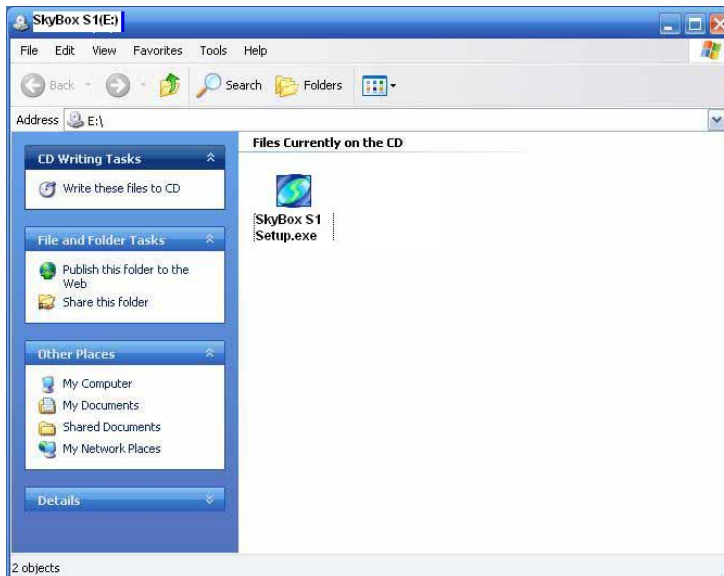 SkyBox S1(E:)
File Edit View Favorites Tools Help
Back Search Folders
Address E:\
CD Writing Tasks
Write these files to CD
File and Folder Tasks
Publish this folder to the
Web
Share this folder
Other Places
My Computer
My Documents
Shared Documents
My Network Places
Details
Files Currently on the CD
SkyBox S1
Setup.exe
2 objects